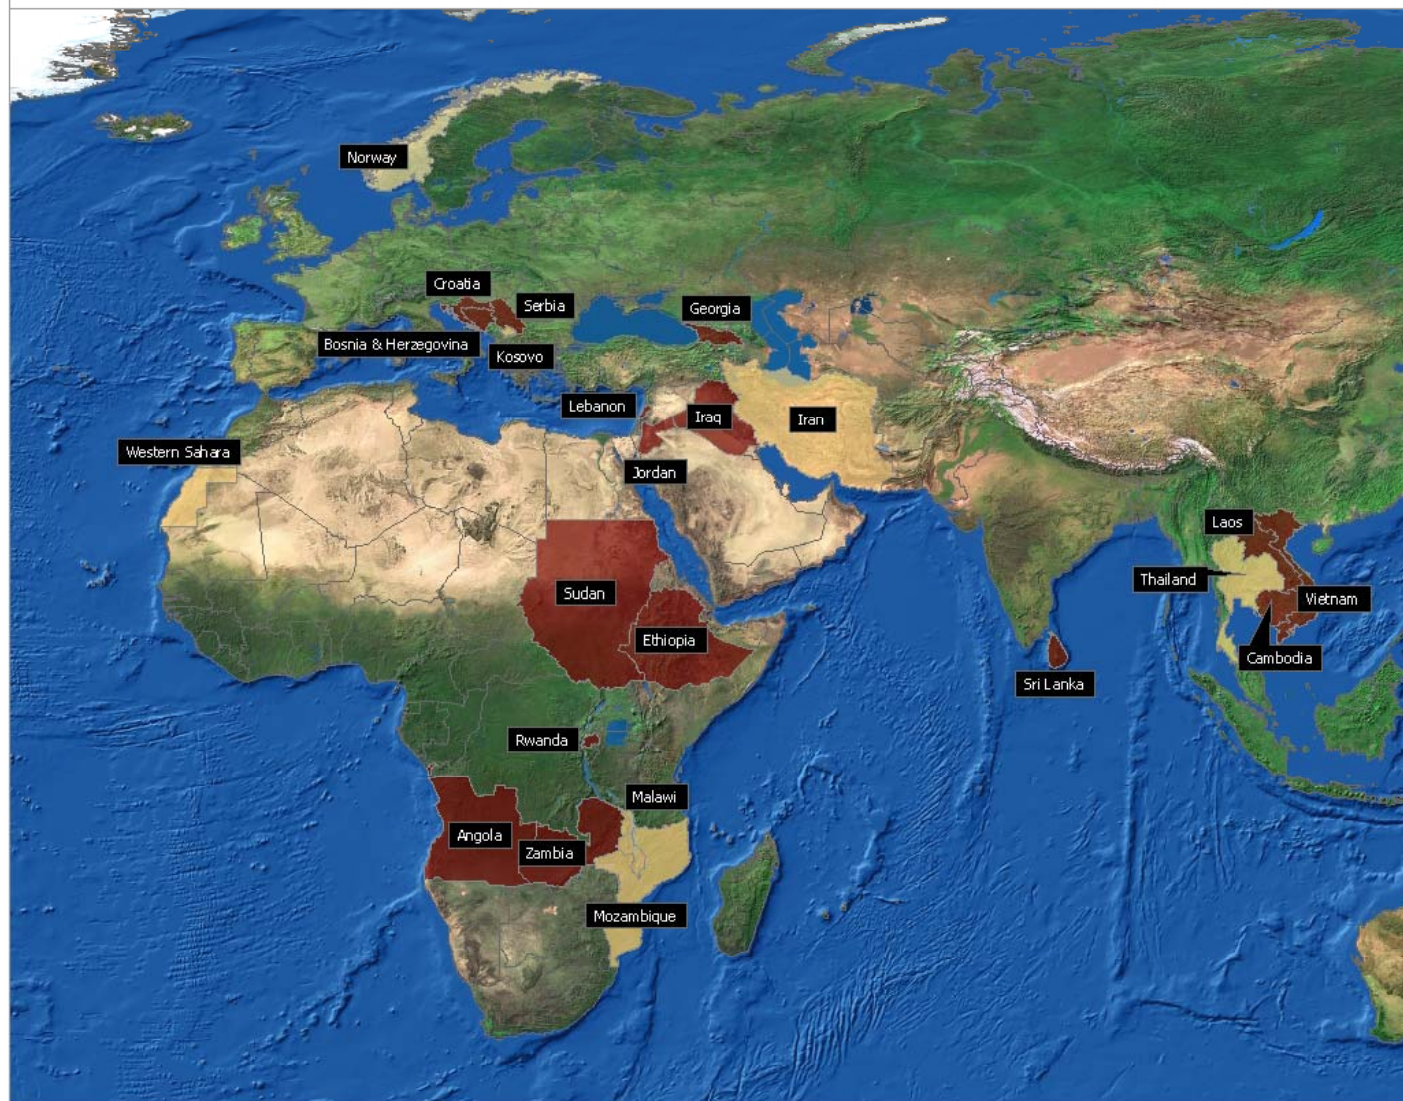 Norway
Croatia
Serbia
Georgia
Bosnia & Herzegovina
Kosovo
Lebanon
Iraq
Iran
Western Sahara
Jordan
Laos
Thailand
Sudan
Vietnam
Ethiopia
Cambodia
Sri Lanka
Rwanda
Malawi
Angola
Zambia
Mozambique